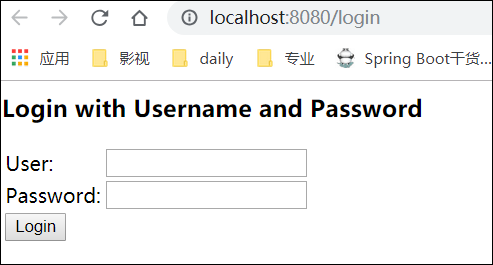 localhost:8080/login
应用 影视 daily 专业 Spring Boot干货...
Login with Username and Password
User:
Password:
Login